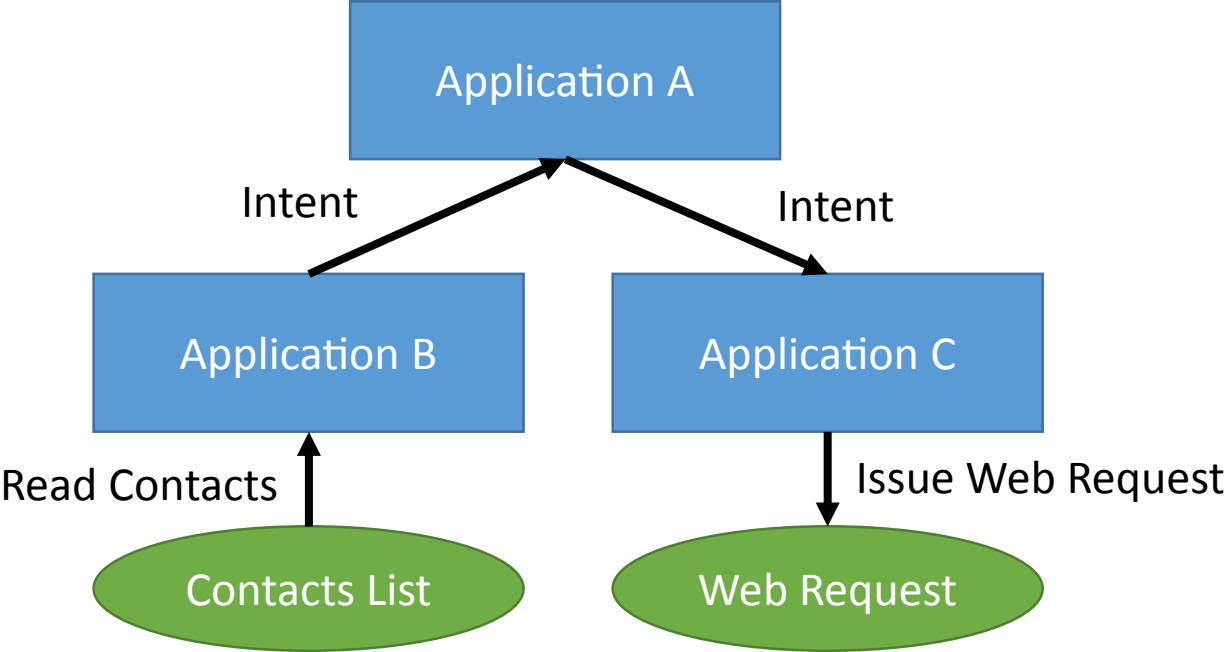 Application A
Intent
Intent
Application B
Application C
Read Contacts
Issue Web Request
Contacts List
Web Request